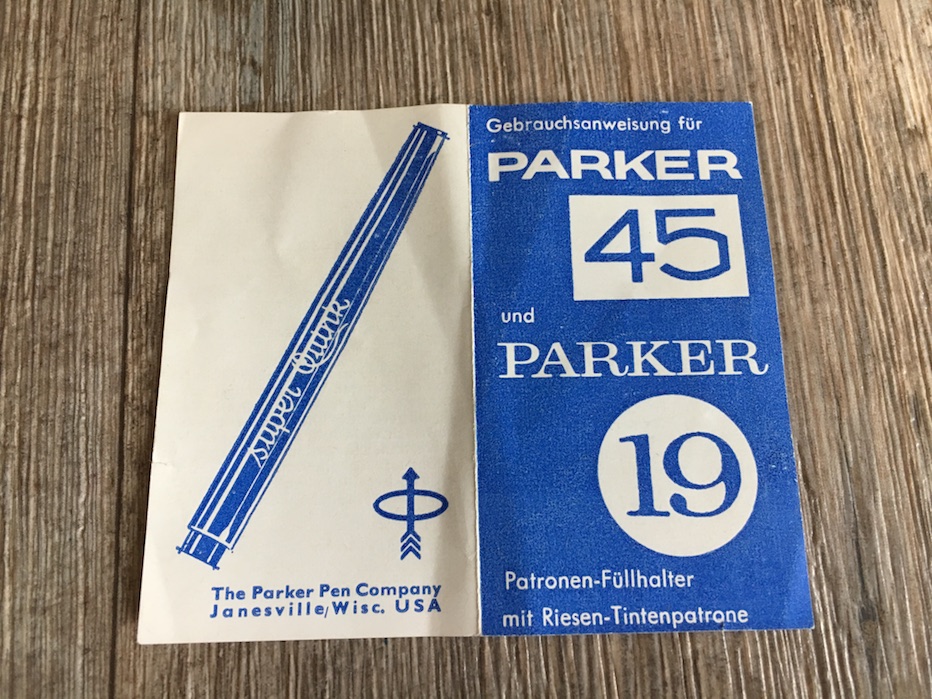 super Quink
The Parker Pen Company
Janesville/Wisc. USA
Gebrauchsanweisung für
PARKER
45
und
PARKER
19
Patronen-Füllhalter
mit Riesen-Tintenpatrone